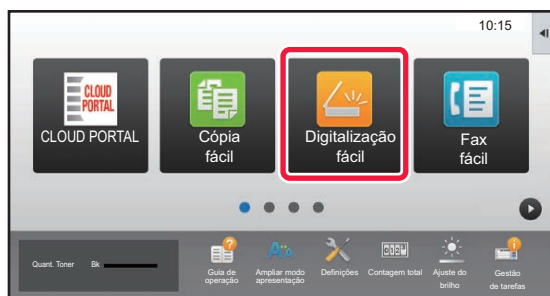 10:15
CLOUD
PORTAL
CLOUD PORTAL
Cópia
fácil
Digitalização
fácil
Fax
fácil
Quant. Toner Bk
Guia de
operação
Ampliar modo
apresentação
Definições
Contagem total
Ajuste do
brilho
Gestão
de tarefas